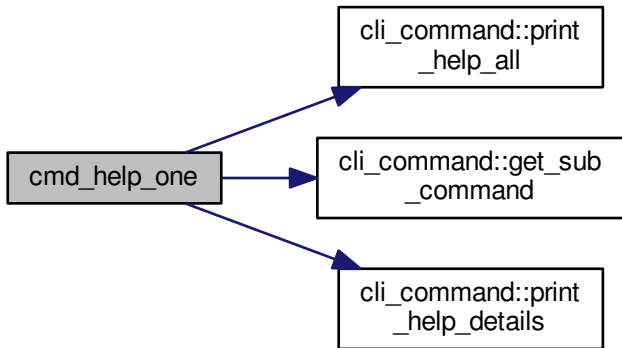 cli_command::print
_help_all
cmd_help_one
cli_command::get_sub
_command
cli_command::print
_help_details